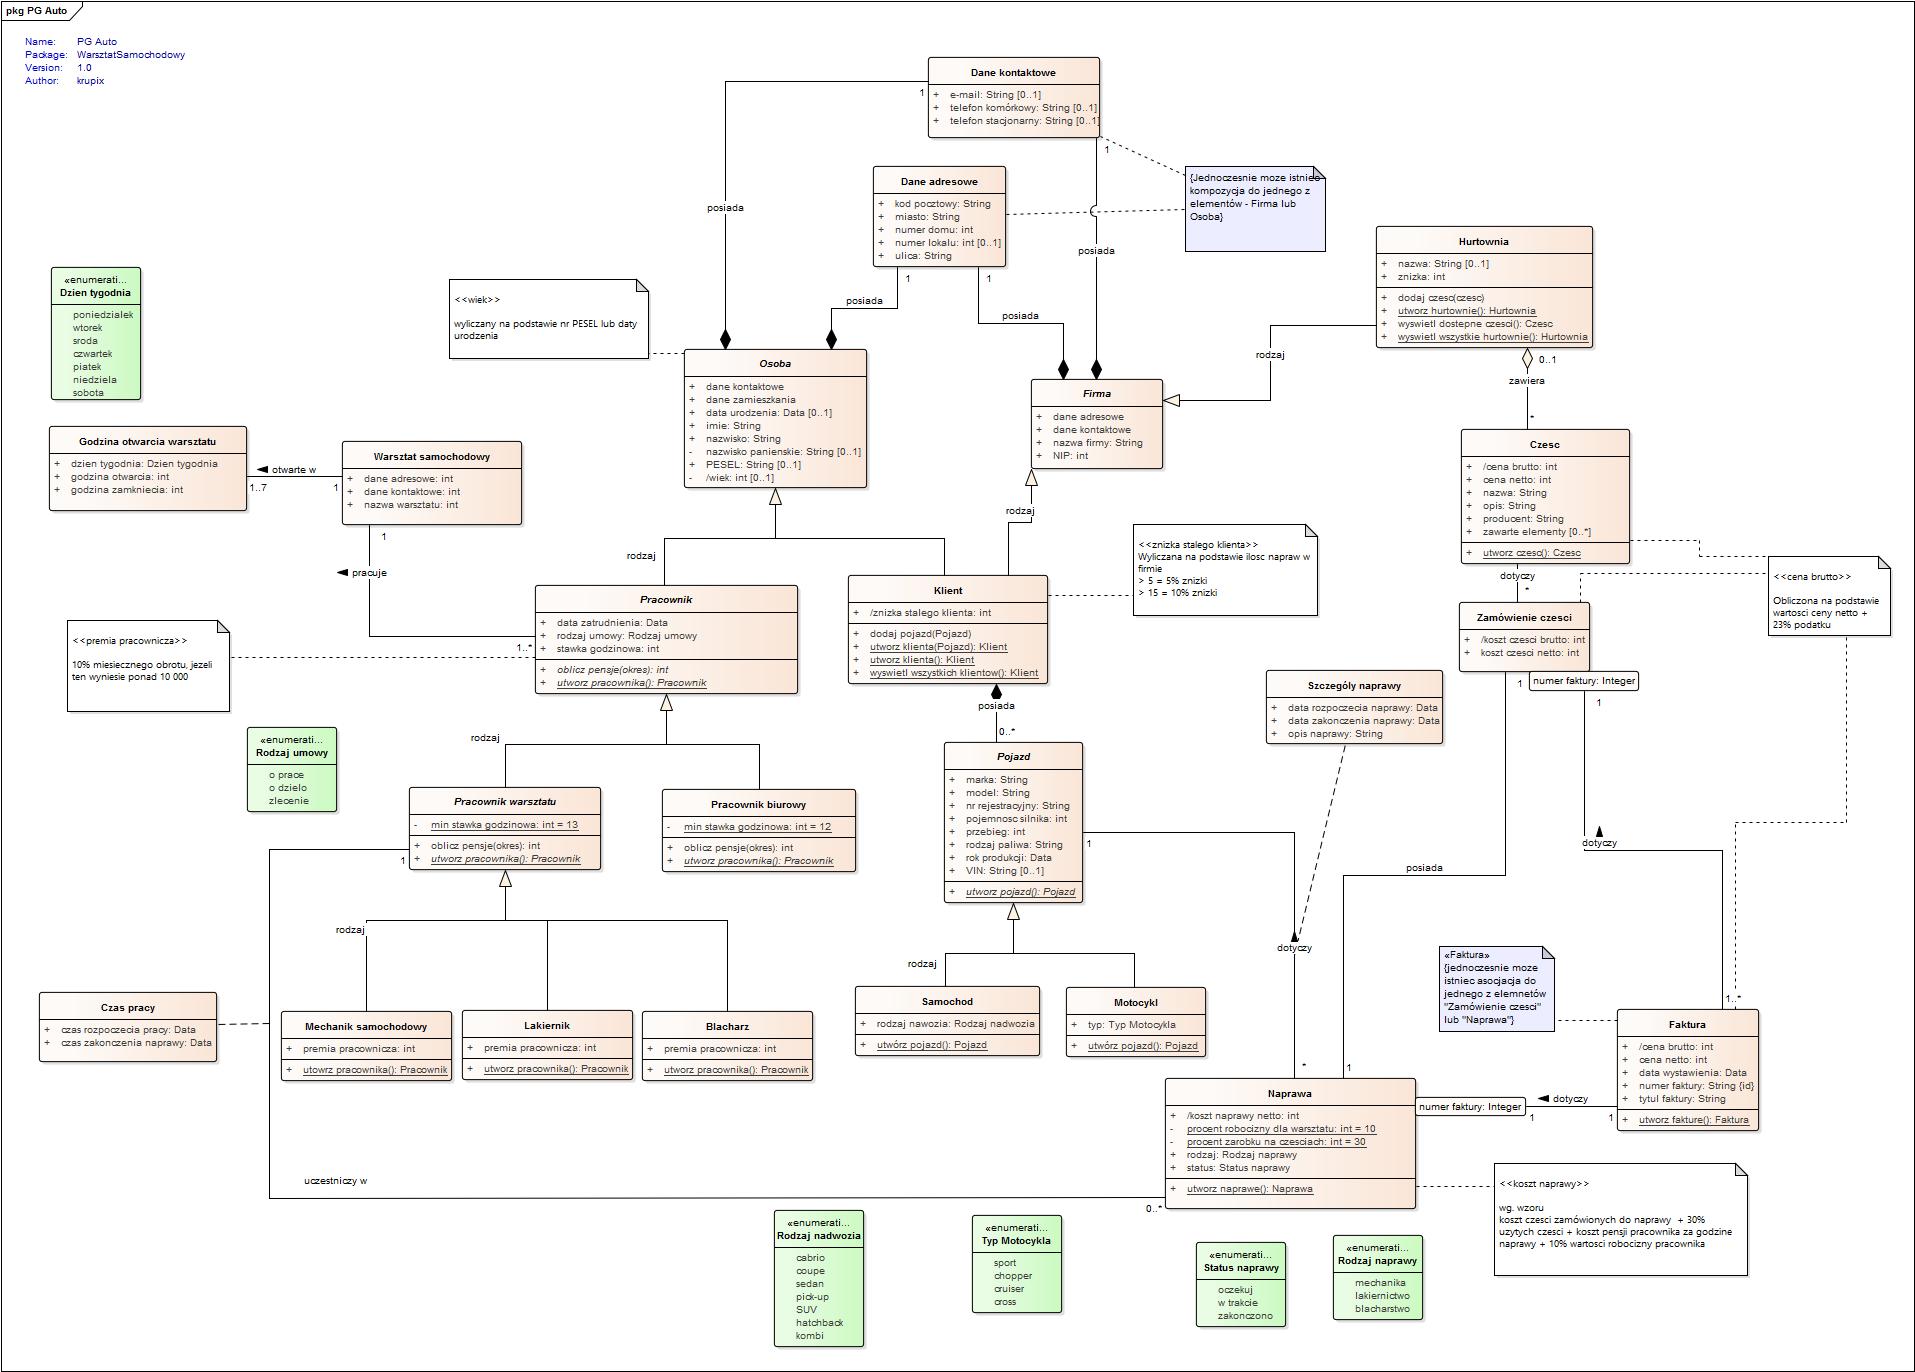 pkg PG Auto
Name: PG Auto
Package: WarsztatSamochodowy
Version: 1.0
Author: krupix
Dane kontaktowe
+ e-mail: String [0..1]
+ telefon komórkowy: String [0..1]
+ telefon stacjonarny: String [0..1]
1
1
posiada
posiada
Dane adresowe
+ kod pocztowy: String
+ miasto: String
+ numer domu: int
+ numer lokalu: int [0..1]
+ ulica: String
1
1
posiada
posiada
{Jednoczesnie moze istniec
kompozycja do jednego z
elementów - Firma lub
Osoba}
Hurtownia
+ nazwa: String [0..1]
+ znizka: int
+ dodaj czesc(czesc)
+ utworz hurtownie(): Hurtownia
+ wyswietl dostepne czesci(): Czesc
+ wyswietl wszystkie hurtownie(): Hurtownia
rodzaj
0..1
zawiera
*
«enumerati...
Dzien tygodnia
poniedzialek
wtorek
sroda
czwartek
piatek
niedziela
sobota
<<wiek>>
wyliczany na podstawie nr PESEL lub daty
urodzenia
Osoba
+ dane kontaktowe
+ dane zamieszkania
+ data urodzenia: Data [0..1]
+ imie: String
+ nazwisko: String
- nazwisko panienskie: String [0..1]
+ PESEL: String [0..1]
- /wiek: int [0..1]
Firma
+ dane adresowe
+ dane kontaktowe
+ nazwa firmy: String
+ NIP: int
Czesc
+ /cena brutto: int
+ cena netto: int
+ nazwa: String
+ opis: String
+ producent: String
+ zawarte elementy [0..*]
+ utworz czesc(): Czesc
Godzina otwarcia warsztatu
+ dzien tygodnia: Dzien tygodnia
+ godzina otwarcia: int
+ godzina zamkniecia: int
otwarte w
1..7
1
Warsztat samochodowy
+ dane adresowe: int
+ dane kontaktowe: int
+ nazwa warsztatu: int
1
pracuje
1..*
rodzaj
rodzaj
<<znizka stalego klienta>>
Wyliczana na podstawie ilosc napraw w
firmie
> 5 = 5% znizki
> 15 = 10% znizki
<<cena brutto>>
Obliczona na podstawie
wartosci ceny netto +
23% podatku
dotyczy
*
Zamówienie czesci
+ /koszt czesci brutto: int
+ koszt czesci netto: int
numer faktury: Integer
1
1
Pracownik
+ data zatrudnienia: Data
+ rodzaj umowy: Rodzaj umowy
+ stawka godzinowa: int
+ oblicz pensje(okres): int
+ utworz pracownika(): Pracownik
Klient
+ /znizka stalego klienta: int
+ dodaj pojazd(Pojazd)
+ utworz klienta(Pojazd): Klient
+ utworz klienta(): Klient
+ wyswietl wszystkich klientow(): Klient
posiada
0..*
<<premia pracownicza>>
10% miesiecznego obrotu, jezeli
ten wyniesie ponad 10 000
Szczególy naprawy
+ data rozpoczecia naprawy: Data
+ data zakonczenia naprawy: Data
+ opis naprawy: String
«enumerati...
Rodzaj umowy
o prace
o dzielo
zlecenie
rodzaj
Pracownik warsztatu
- min stawka godzinowa: int = 13
+ oblicz pensje(okres): int
+ utworz pracownika(): Pracownik
1
Pracownik biurowy
- min stawka godzinowa: int = 12
+ oblicz pensje(okres): int
+ utworz pracownika(): Pracownik
Pojazd
+ marka: String
+ model: String
+ nr rejestracyjny: String
+ pojemnosc silnika: int
+ przebieg: int
+ rodzaj paliwa: String
+ rok produkcji: Data
+ VIN: String [0..1]
+ utworz pojazd(): Pojazd
1
dotyczy
posiada
dotyczy
rodzaj
rodzaj
Czas pracy
+ czas rozpoczecia pracy: Data
+ czas zakonczenia naprawy: Data
Mechanik samochodowy
+ premia pracownicza: int
+ utowrz pracownika(): Pracownik
Lakiernik
+ premia pracownicza: int
+ utworz pracownika(): Pracownik
Blacharz
+ premia pracownicza: int
+ utworz pracownika(): Pracownik
Samochod
+ rodzaj nawozia: Rodzaj nadwozia
+ utwórz pojazd(): Pojazd
Motocykl
+ typ: Typ Motocykla
+ utwórz pojazd(): Pojazd
«Faktura»
{jednoczesnie moze
istniec asocjacja do
jednego z elemnetów
"Zamówienie czesci"
lub "Naprawa"}
1..*
Faktura
+ /cena brutto: int
+ cena netto: int
+ data wystawienia: Data
+ numer faktury: String {id}
+ tytul faktury: String
+ utworz fakture(): Faktura
*
1
Naprawa
+ /koszt naprawy netto: int
- procent robocizny dla warsztatu: int = 10
- procent zarobku na czesciach: int = 30
+ rodzaj: Rodzaj naprawy
+ status: Status naprawy
+ utworz naprawe(): Naprawa
numer faktury: Integer
dotyczy
1
1
uczestniczy w
0..*
<<koszt naprawy>>
wg. wzoru
koszt czesci zamówionych do naprawy + 30%
uzytych czesci + koszt pensji pracownika za godzine
naprawy + 10% wartosci robocizny pracownika
«enumerati...
Rodzaj nadwozia
cabrio
coupe
sedan
pick-up
SUV
hatchback
kombi
«enumerati...
Typ Motocykla
sport
chopper
cruiser
cross
«enumerati...
Status naprawy
oczekuj
w trakcie
zakonczono
«enumerati...
Rodzaj naprawy
mechanika
lakiernictwo
blacharstwo